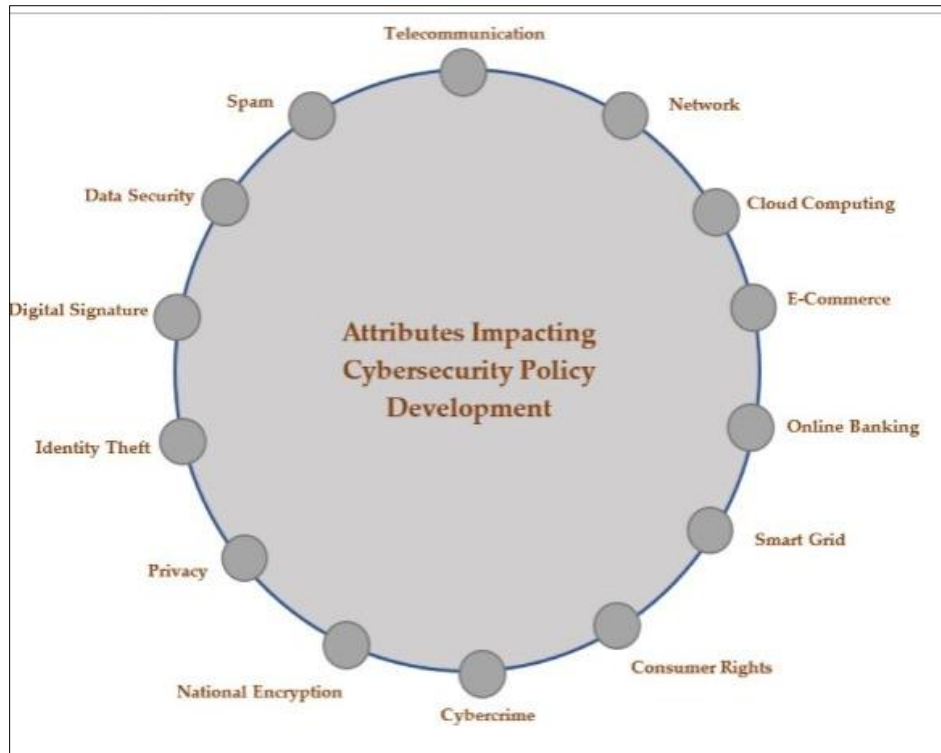 Telecommunication
Spam
Network
Data Security
Cloud Computing
Digital Signature
E-Commerce
Attributes Impacting
Cybersecurity Policy
Development
Online Banking
Identity Theft
Smart Grid
Privacy
Consumer Rights
National Encryption
Cybercrime